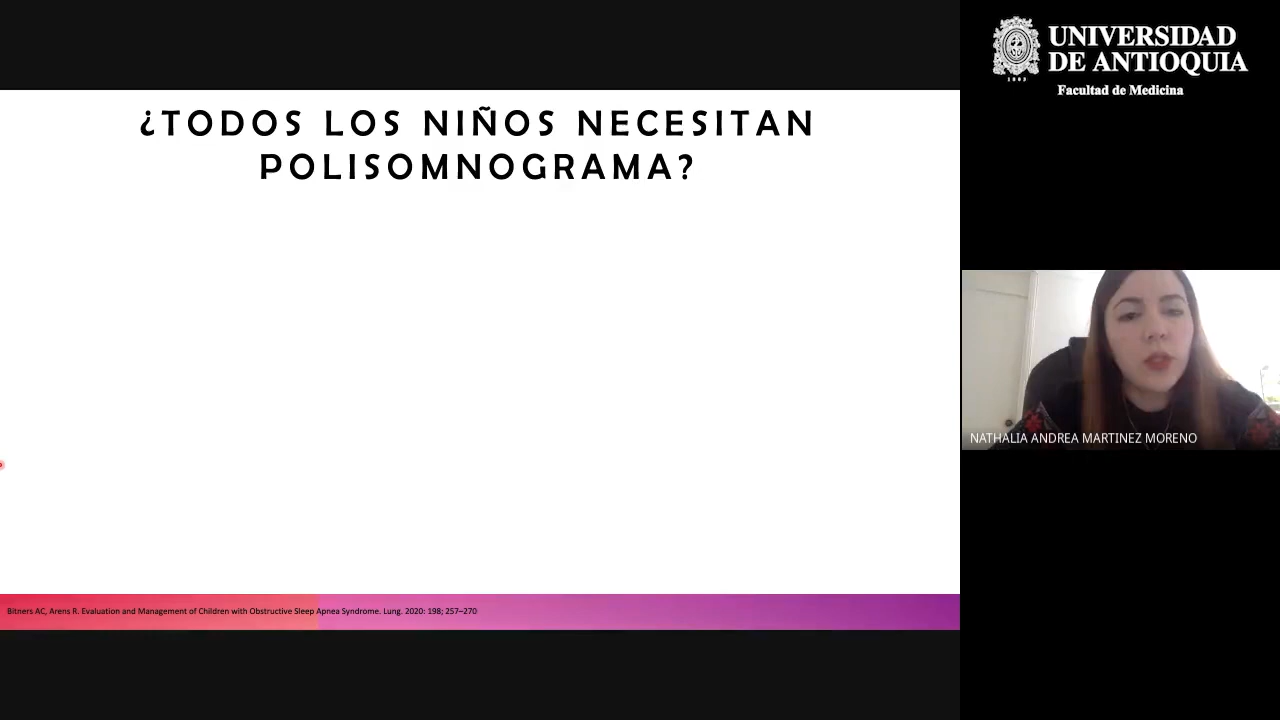 ¿TODOS LOS NIÑOS NECESITAN
POLISOMNOGRAMA?
Bitners AC, Arens R. Evaluation and Management of Children with Obstructive Sleep Apnea Syndrome. Lung. 2020: 198; 257–270
UNIVERSIDAD
DE ANTIOQUIA
1803
Facultad de Medicina
NATHALIA ANDREA MARTINEZ MORENO